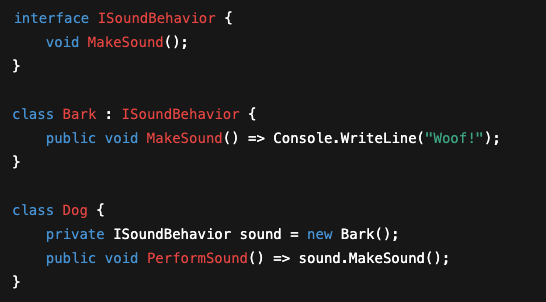 interface ISoundBehavior {
    void MakeSound();
}

class Bark : ISoundBehavior {
    public void MakeSound() => Console.WriteLine("Woof!");
}

class Dog {
    private ISoundBehavior sound = new Bark();
    public void PerformSound() => sound.MakeSound();
}